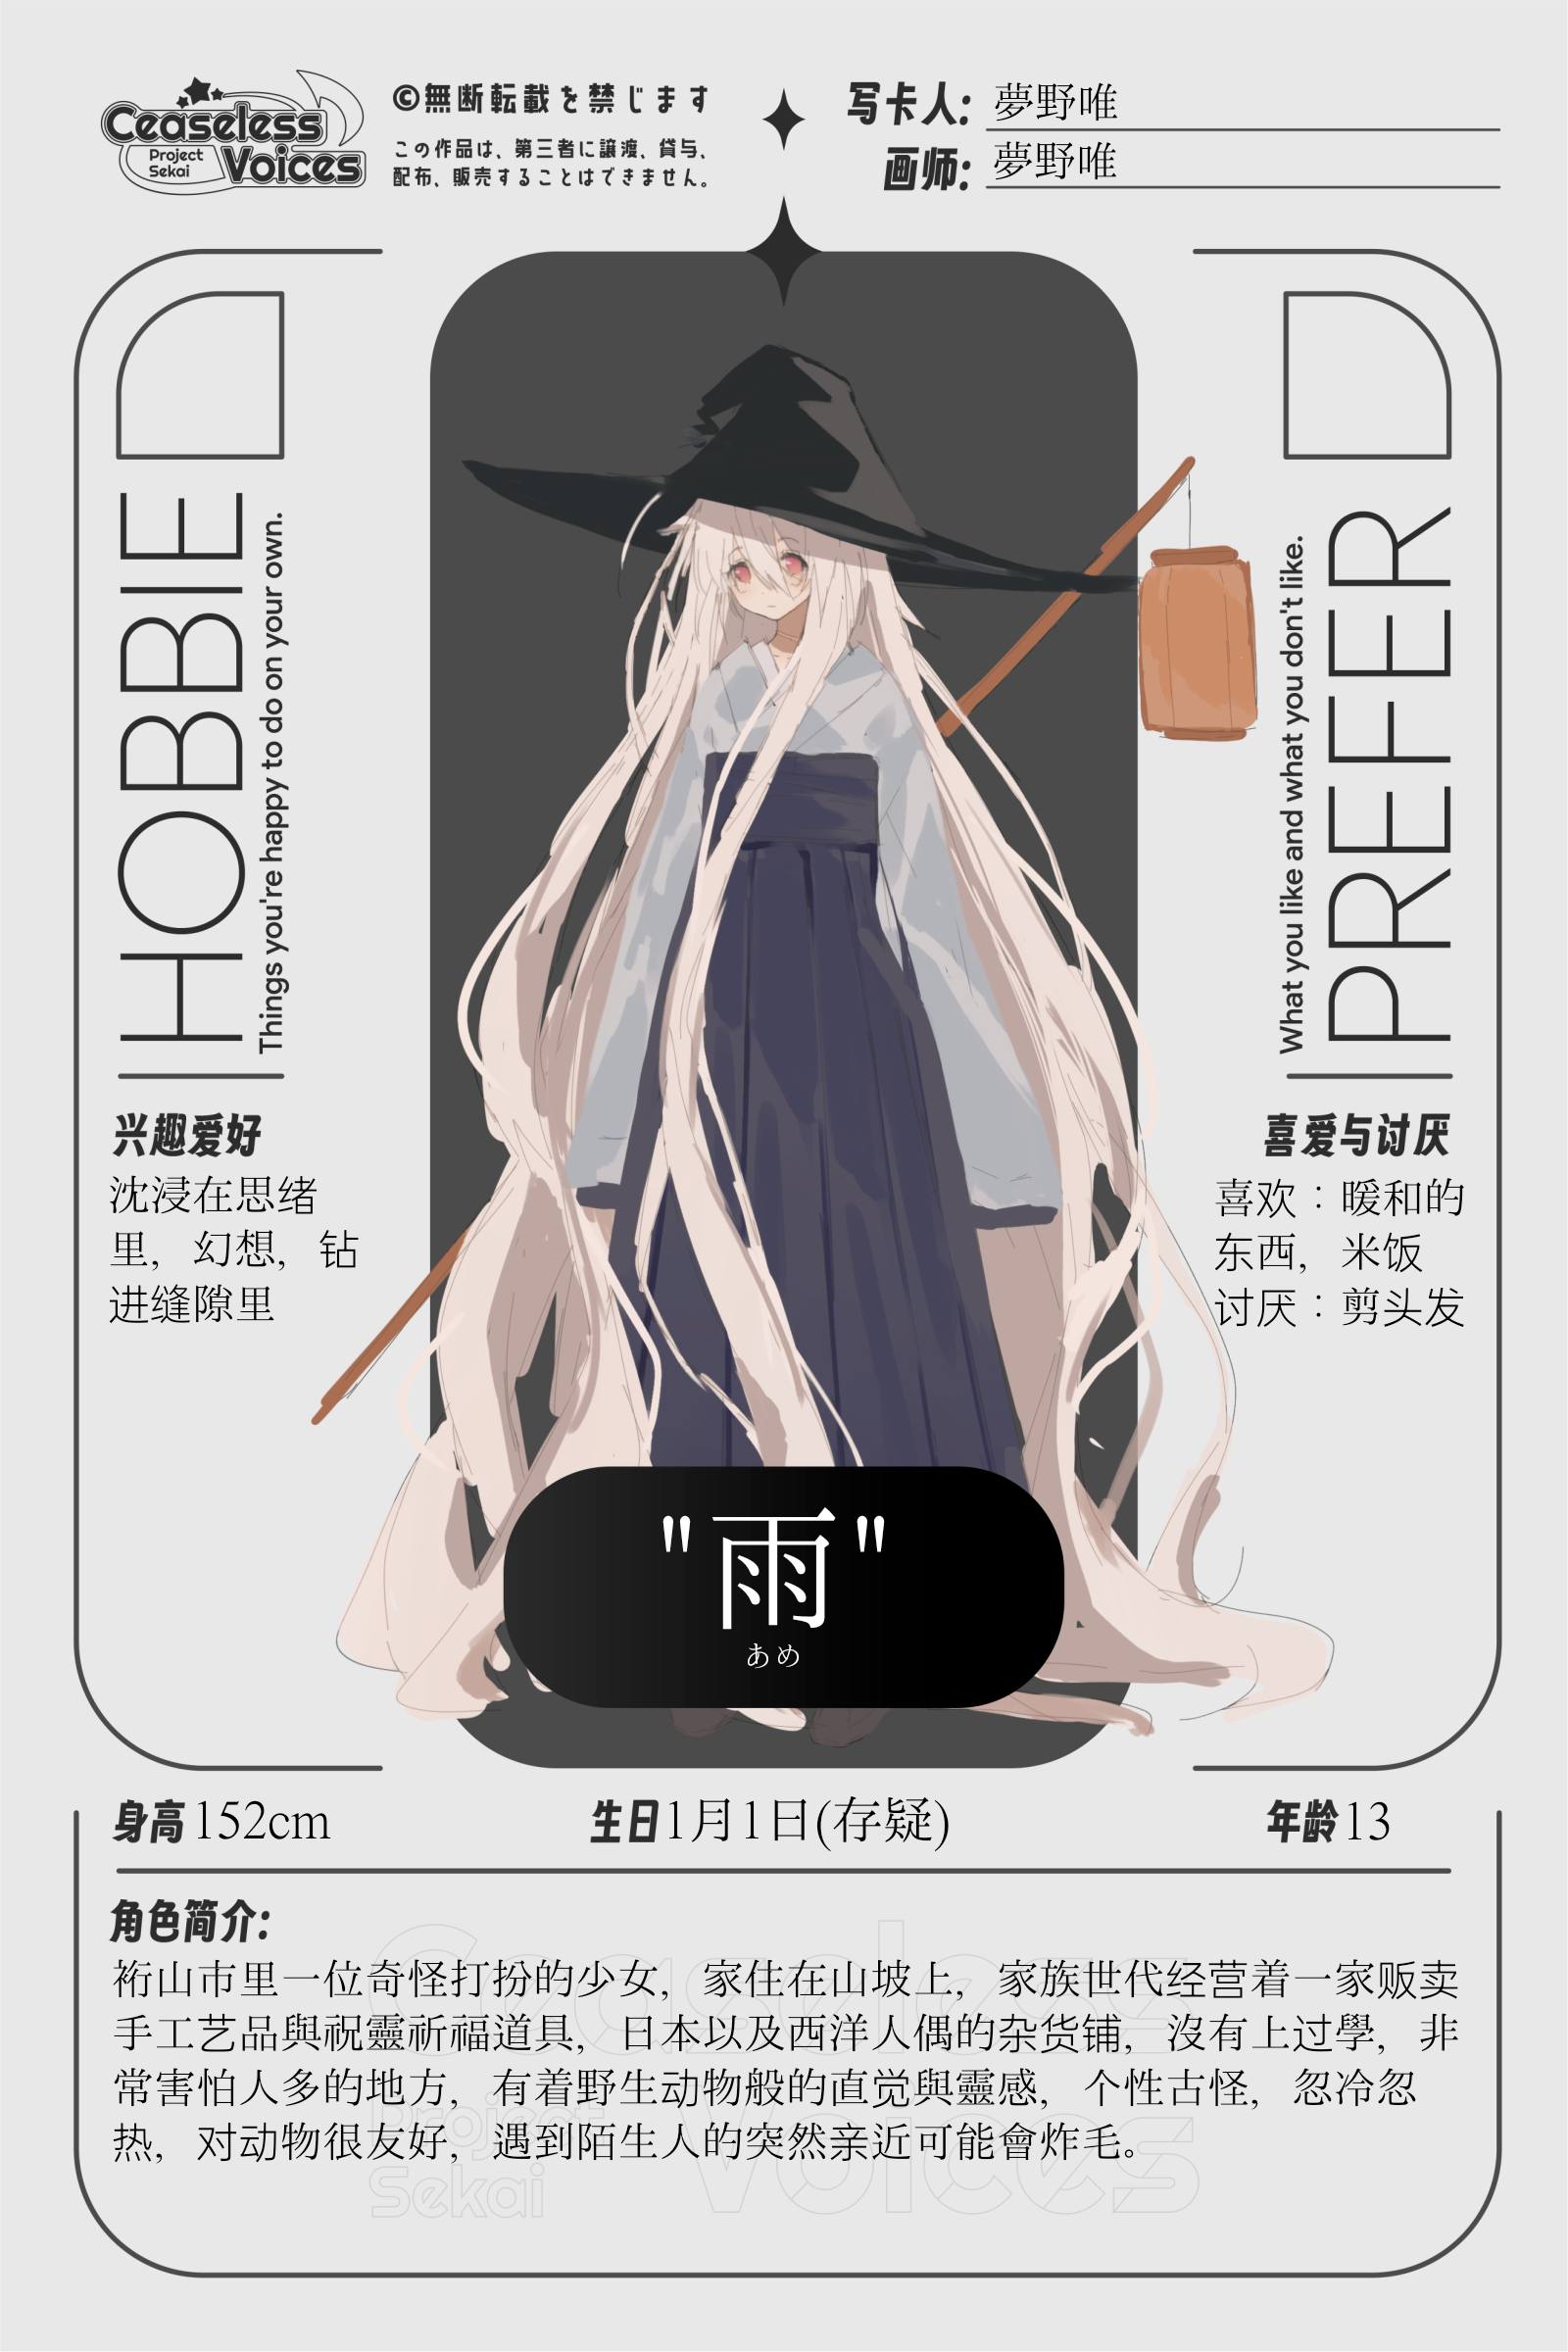 Ceaseless
Project
Sekai
Voices
©無断転載を禁じます
この作品は、第三者に譲渡、貸与、
配布、販売することはできません。
写卡人: 夢野唯
画师: 夢野唯
HOBBIE
Things you're happy to do on your own.
兴趣爱好
沈浸在思绪
里，幻想，钻
进缝隙里
PREFER
What you like and what you don't like.
喜爱与讨厌
喜欢：暖和的
东西，米饭
讨厌：剪头发
"雨"
あめ
身高 152cm
生日 1月1日(存疑)
年龄 13
角色简介:
裄山市里一位奇怪打扮的少女，家住在山坡上，家族世代经营着一家贩卖
手工艺品與祝靈祈福道具，日本以及西洋人偶的杂货铺，沒有上过學，非
常害怕人多的地方，有着野生动物般的直觉與靈感，个性古怪，忽冷忽
热，对动物很友好，遇到陌生人的突然亲近可能會炸毛。
Ceaseless
Project
Sekai
Voices